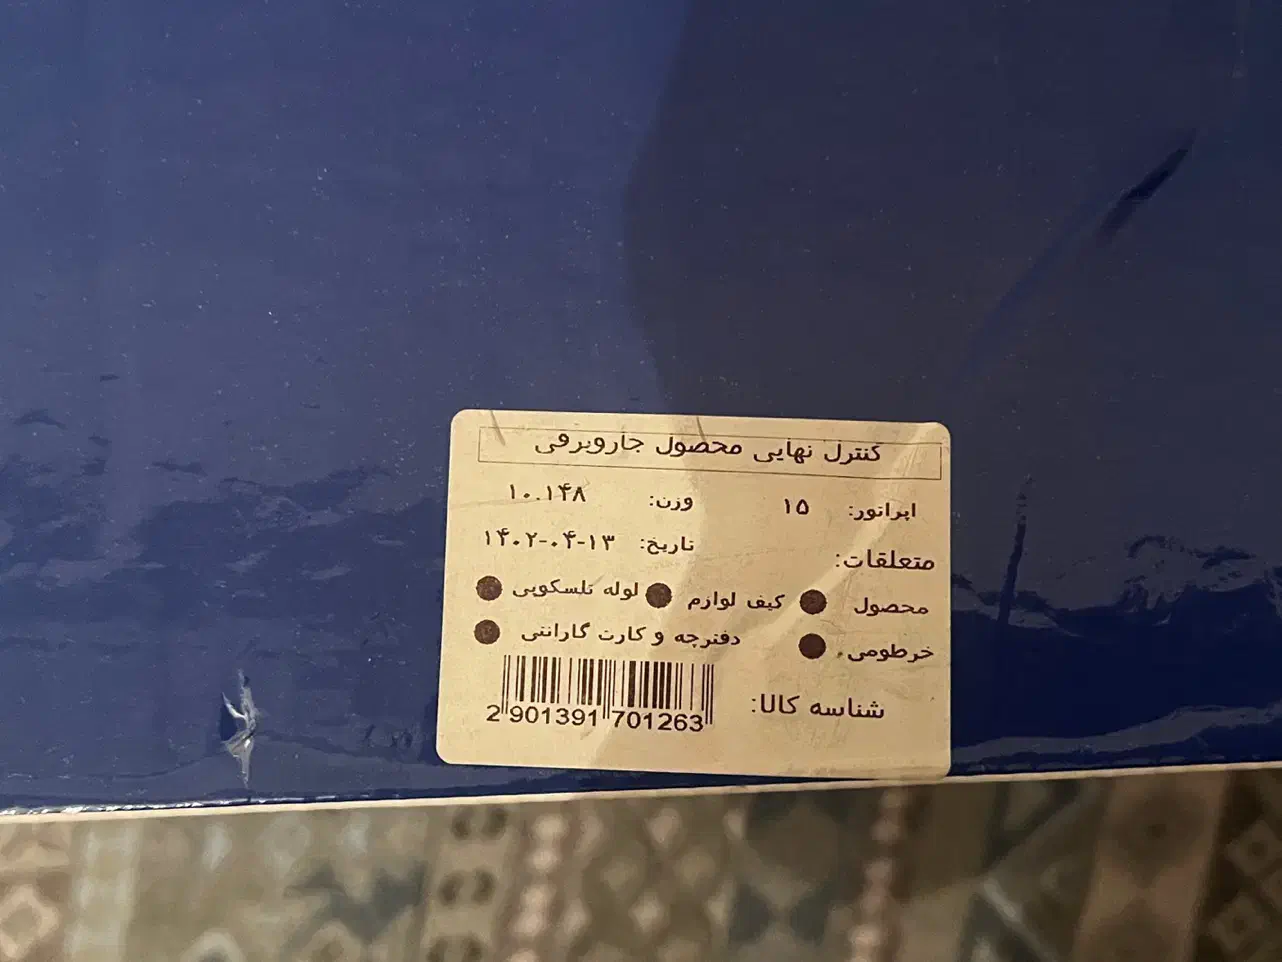 کنترل نهایی محصول جاروبرقی
اپراتور: ۱۵ وزن: ۱۰.۱۴۸
تاریخ: ۱۴۰۲-۰۴-۱۳
متعلقات:
محصول کیف لوازم لوله تلسکوپی
خرطومی دفترچه و کارت گارانتی
شناسه کالا:
2 901391 701263